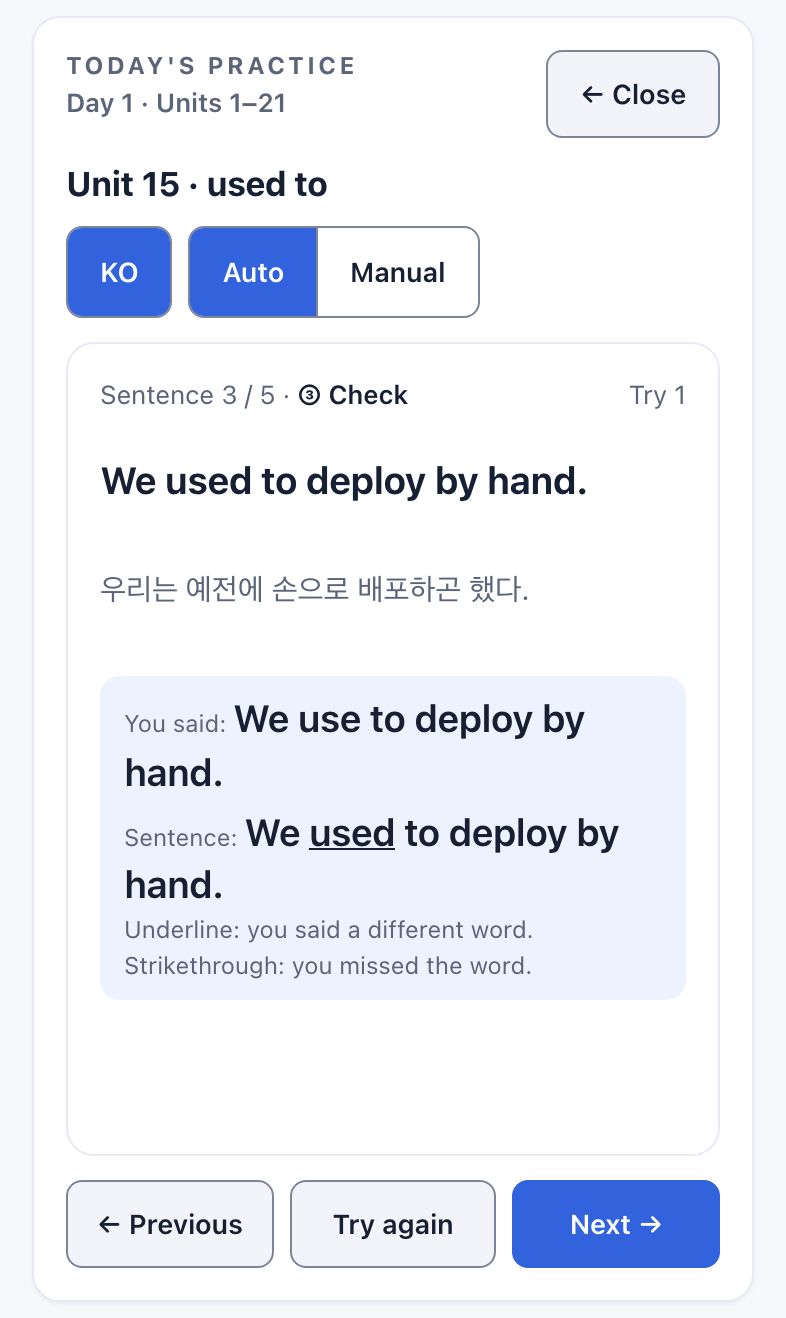 TODAY'S PRACTICE
Day 1 · Units 1–21
← Close
Unit 15 · used to
KO
Auto
Manual
Sentence 3 / 5 · ③ Check
Try 1
We used to deploy by hand.
우리는 예전에 손으로 배포하곤 했다.
You said: We use to deploy by
hand.
Sentence: We used to deploy by
hand.
Underline: you said a different word.
Strikethrough: you missed the word.
← Previous
Try again
Next →